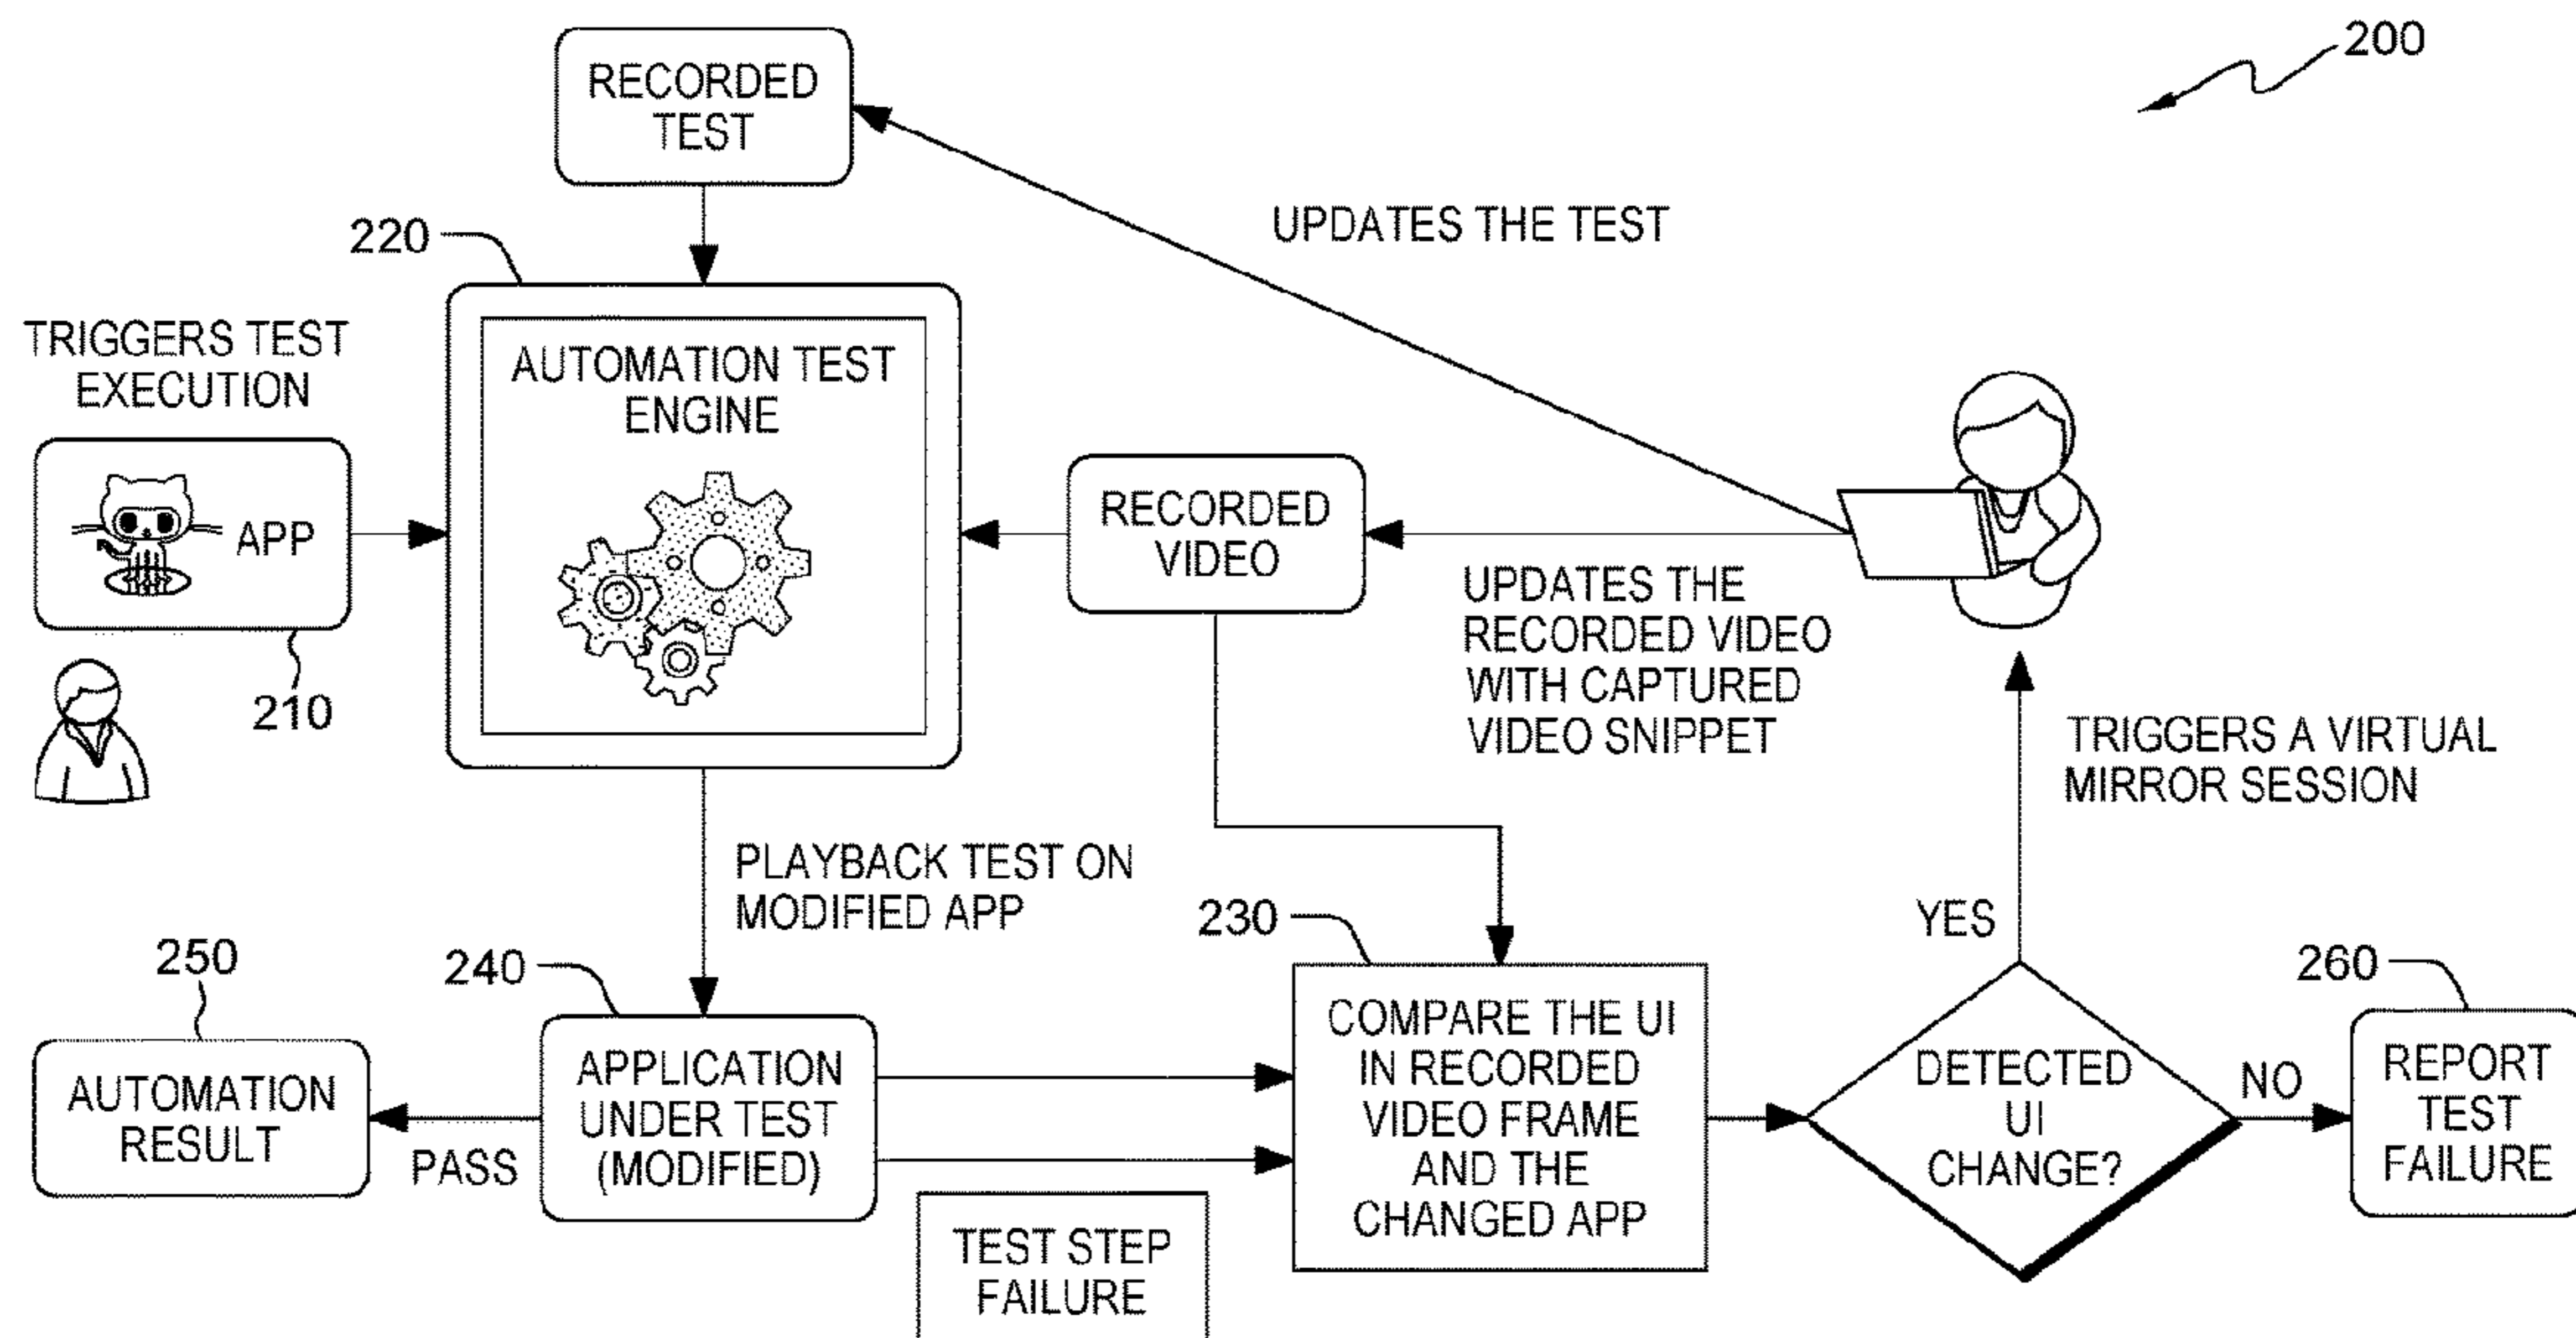 200
RECORDED
TEST
UPDATES THE TEST
220
TRIGGERS TEST
EXECUTION
AUTOMATION TEST
ENGINE
APP
210
RECORDED
VIDEO
UPDATES THE
RECORDED VIDEO
WITH CAPTURED
VIDEO SNIPPET
TRIGGERS A VIRTUAL
MIRROR SESSION
PLAYBACK TEST ON
MODIFIED APP
250
AUTOMATION
RESULT
PASS
240
APPLICATION
UNDER TEST
(MODIFIED)
TEST STEP
FAILURE
230
COMPARE THE UI
IN RECORDED
VIDEO FRAME
AND THE
CHANGED APP
YES
DETECTED
UI
CHANGE?
NO
260
REPORT
TEST
FAILURE